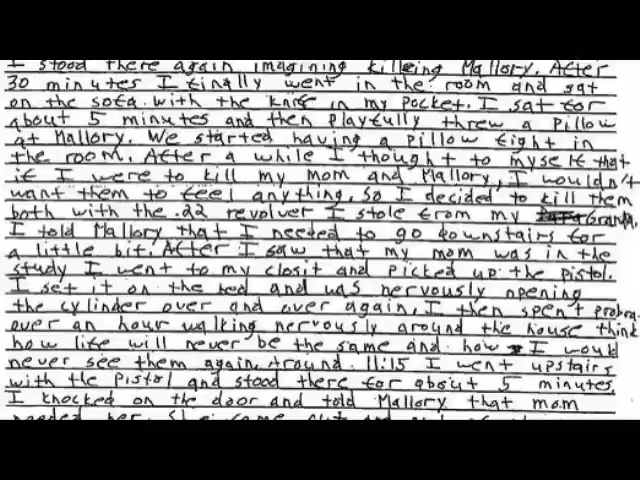 I stood there again imagining killing Mallory. After
30 minutes I finally went in the room and sat
on the sofa with the knife in my pocket. I sat for
about 5 minutes and then playfully threw a pillow
at Mallory. We started having a pillow fight in
the room. After a while I thought to myself that
if I were to kill my mom and Mallory, I wouldn't
want them to feel anything. So I decided to kill them
both with the .22 revolver I stole from my Granda.
I told Mallory that I needed to go downstairs for
a little bit. After I saw that my mom was in the
study I went to my closit and picked up the pistol.
I set it on the bed and was nervously opening
the cylinder over and over again. I then spent proba
over an hour walking nervously around the house think
how life will never be the same and how I would
never see them again. Around 11:15 I went upstairs
with the pistol and stood there for about 5 minutes.
I knocked on the door and told Mallory that mom
needed her. She came out and